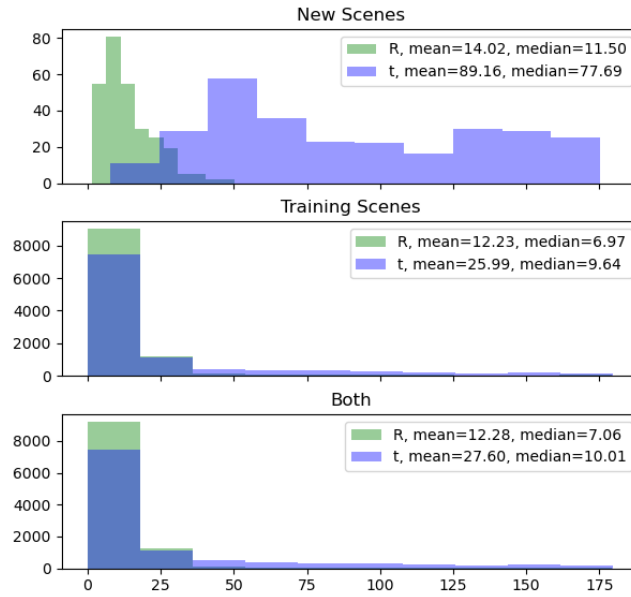 New Scenes
80
60
40
20
0
R, mean=14.02, median=11.50
t, mean=89.16, median=77.69
Training Scenes
8000
6000
4000
2000
0
R, mean=12.23, median=6.97
t, mean=25.99, median=9.64
Both
8000
6000
4000
2000
0
R, mean=12.28, median=7.06
t, mean=27.60, median=10.01
0 25 50 75 100 125 150 175